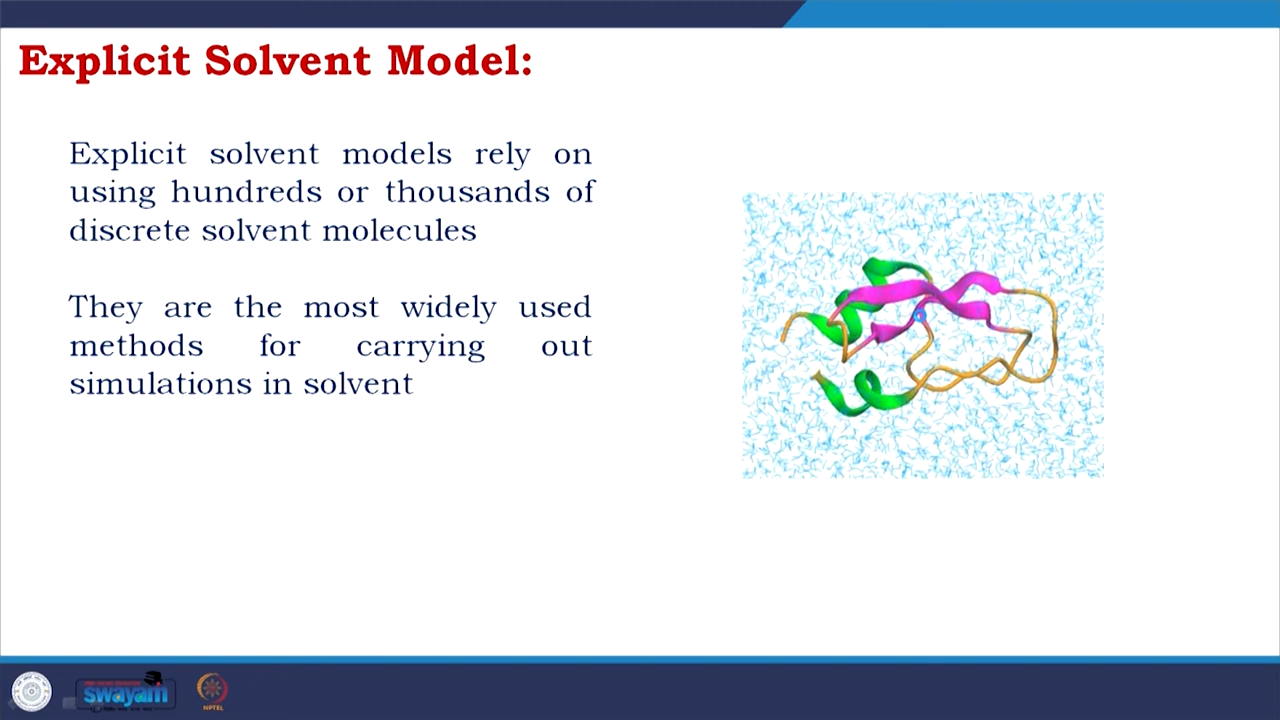 Explicit Solvent Model:
Explicit solvent models rely on
using hundreds or thousands of
discrete solvent molecules
They are the most widely used
methods for carrying out
simulations in solvent
swayam
NPTEL